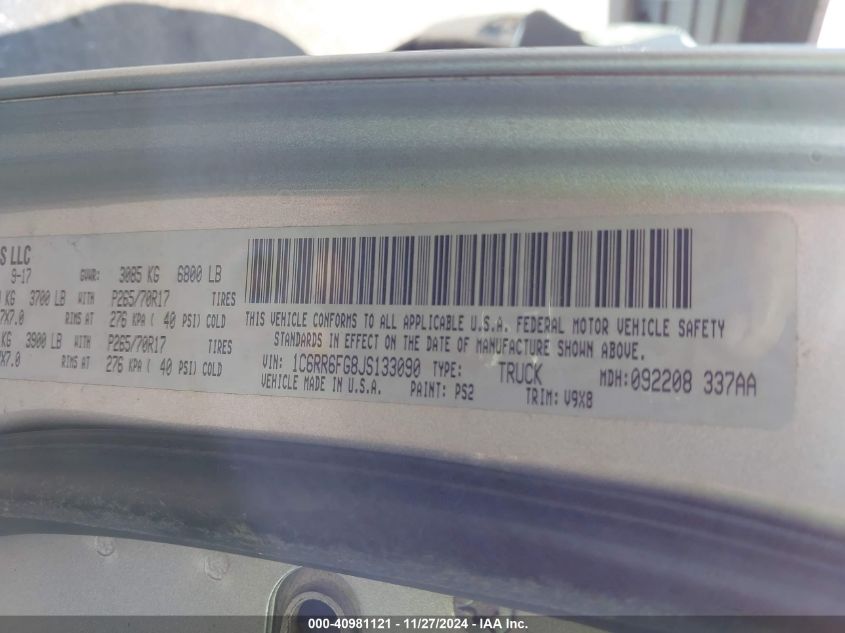 S LLC
9-17 GVWR: 3085 KG 6800 LB
KG 3700 LB WITH P265/70R17 TIRES
7X7.0 RIMS AT 276 KPA ( 40 PSI) COLD
KG 3900 LB WITH P265/70R17 TIRES
7X7.0 RIMS AT 276 KPA ( 40 PSI) COLD
THIS VEHICLE CONFORMS TO ALL APPLICABLE U.S.A. FEDERAL MOTOR VEHICLE SAFETY
STANDARDS IN EFFECT ON THE DATE OF MANUFACTURE SHOWN ABOVE.
VIN: 1C6RR6FG8JS133090 TYPE: TRUCK MDH:092208 337AA
VEHICLE MADE IN U.S.A. PAINT: PS2 TRIM: V9X8
000-40981121 - 11/27/2024 - IAA Inc.